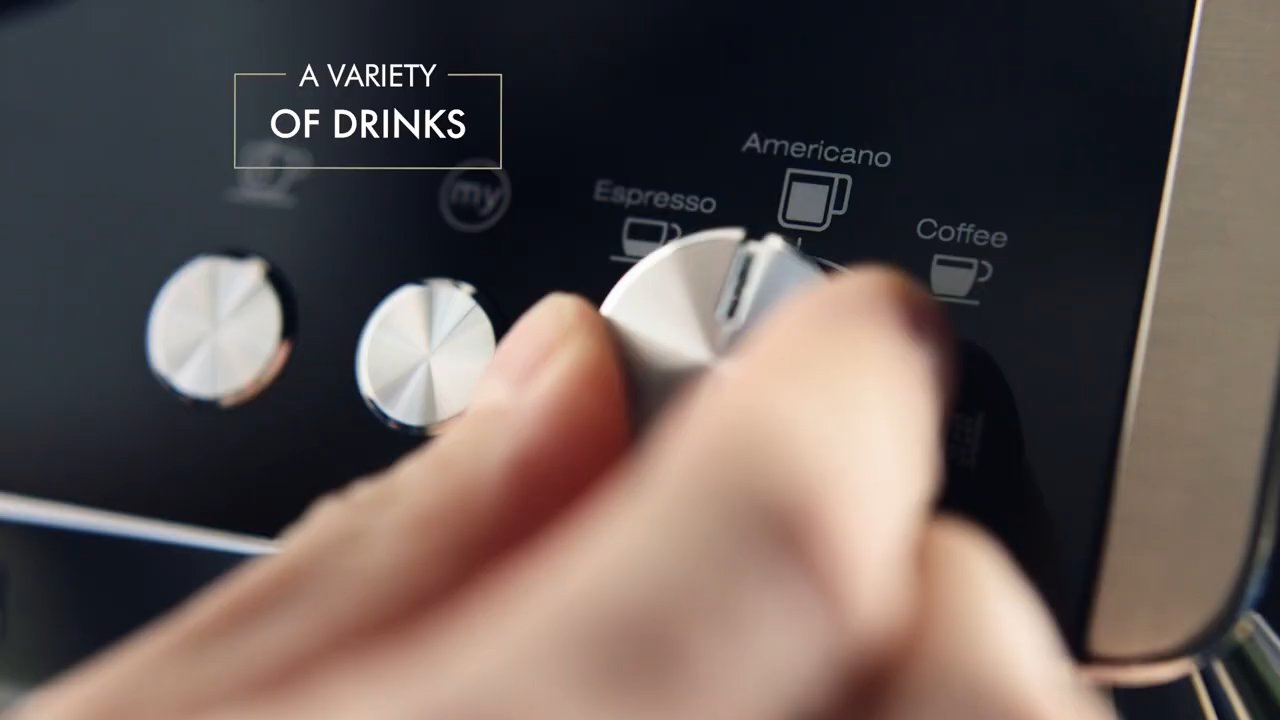 A VARIETY
OF DRINKS
my
Espresso
Americano
Coffee